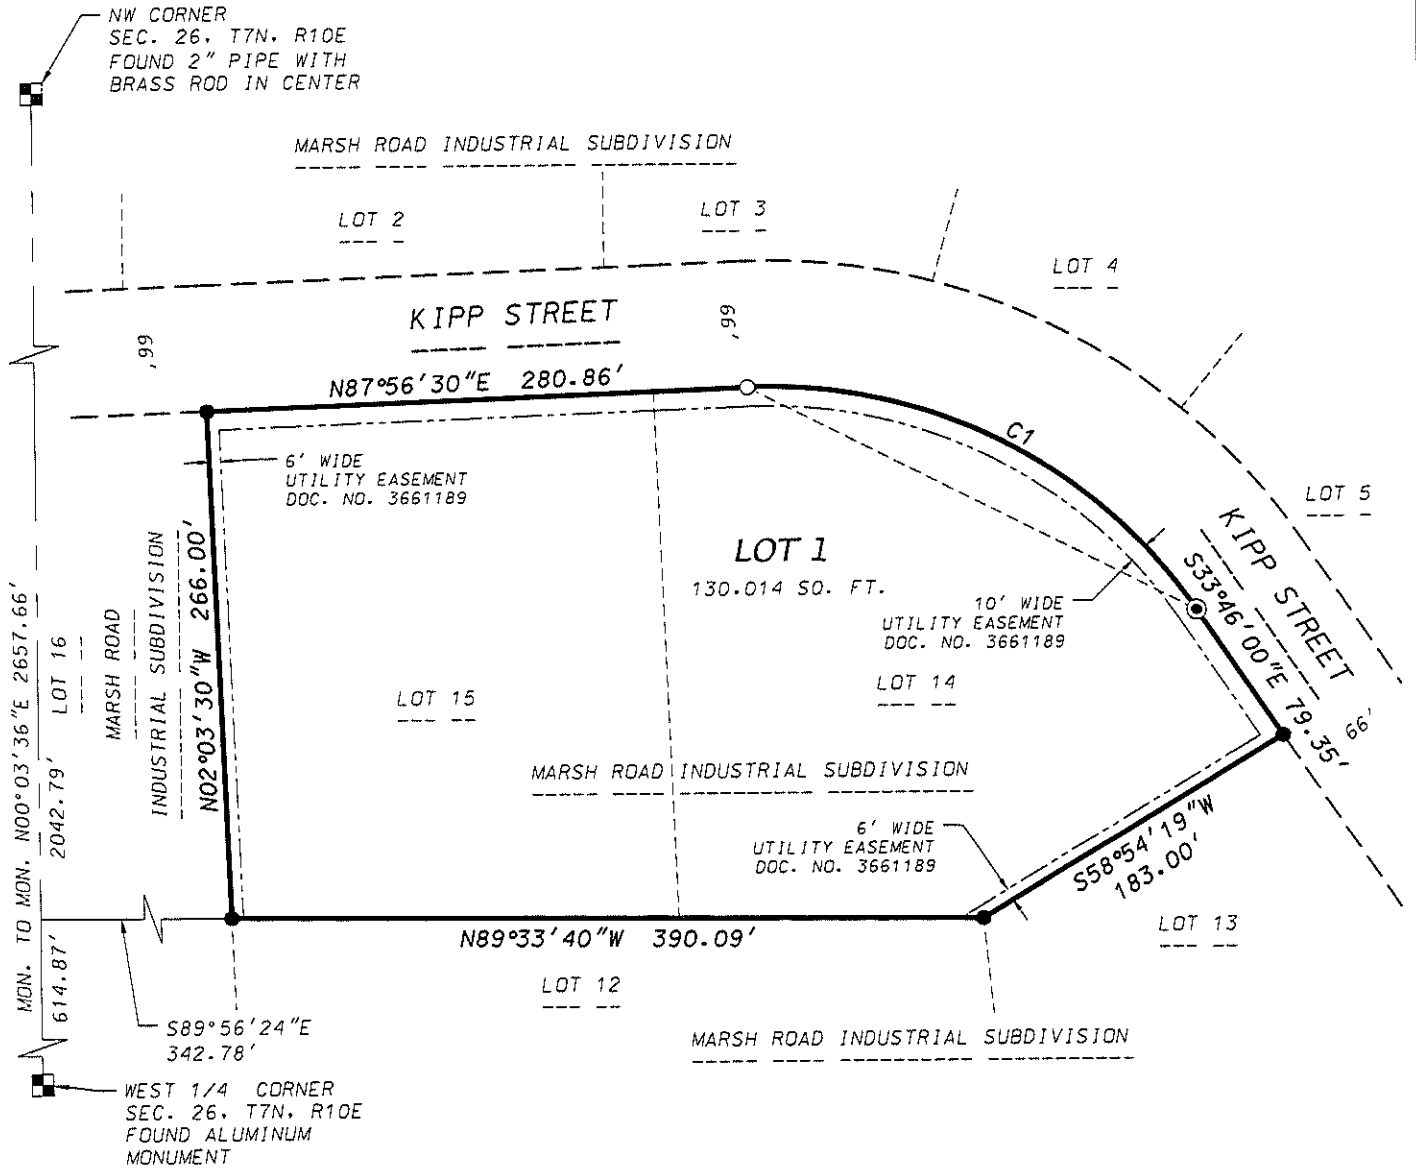 NW CORNER
SEC. 26, T7N, R10E
FOUND 2" PIPE WITH
BRASS ROD IN CENTER
MARSH ROAD INDUSTRIAL SUBDIVISION
LOT 2
LOT 3
LOT 4
LOT 5
KIPP STREET
66'
66'
N87°56'30"E 280.86'
C1
6' WIDE
UTILITY EASEMENT
DOC. NO. 3661189
LOT 1
130.014 SQ. FT.
10' WIDE
UTILITY EASEMENT
DOC. NO. 3661189
KIPP STREET
S33°46'00"E 79.35'
66'
MON. TO MON. N00°03'36"E 2657.66'
2042.79'
614.87'
LOT 16
MARSH ROAD
INDUSTRIAL SUBDIVISION
N02°03'30"W 266.00'
LOT 15
LOT 14
MARSH ROAD INDUSTRIAL SUBDIVISION
6' WIDE
UTILITY EASEMENT
DOC. NO. 3661189
S58°54'19"W
183.00'
LOT 13
N89°33'40"W 390.09'
LOT 12
S89°56'24"E
342.78'
MARSH ROAD INDUSTRIAL SUBDIVISION
WEST 1/4 CORNER
SEC. 26, T7N, R10E
FOUND ALUMINUM
MONUMENT